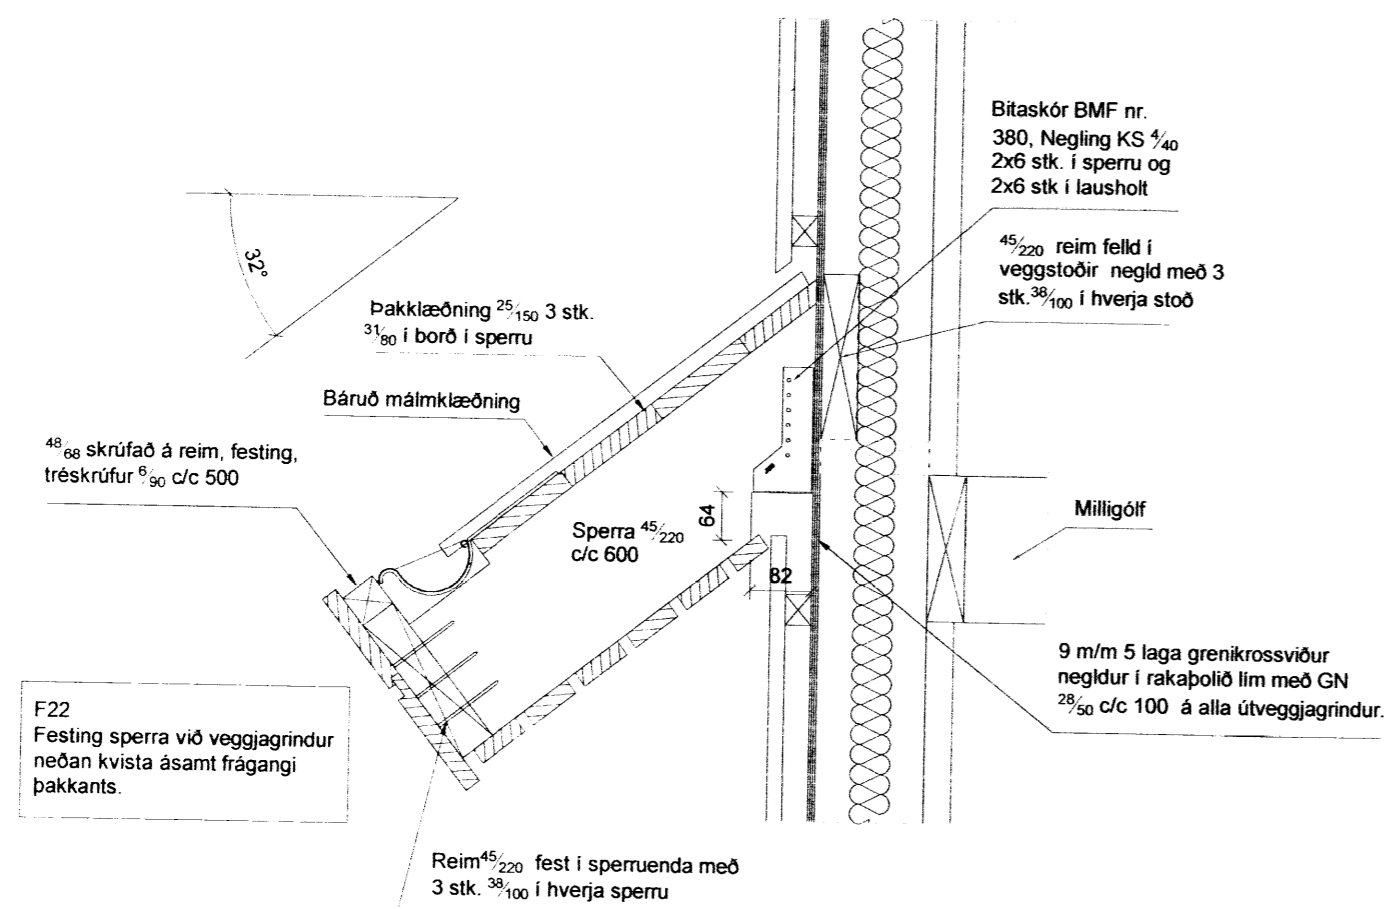 Bitaskór BMF nr.
380, Negling KS 4/40
2x6 stk. í sperru og
2x6 stk í lausholt
45/220 reim felld í
veggstoðir negld með 3
stk.38/100 í hverja stoð
32°
Þakklæðning 25/150 3 stk.
31/80 í borð í sperru
Báruð málmklæðning
48/68 skrúfað á reim, festing,
tréskrúfur 6/90 c/c 500
Sperra 45/220
c/c 600
64
82
Milligólf
9 m/m 5 laga grenikrossviður
negldur í rakaþolið lím með GN
28/50 c/c 100 á alla útveggjagrindur.
F22
Festing sperra við veggjagrindur
neðan kvista ásamt frágangi
þakkants.
Reim45/220 fest í sperruenda með
3 stk. 38/100 í hverja sperru